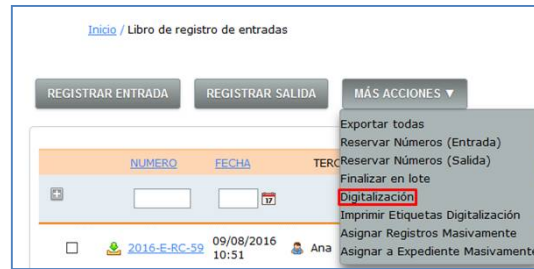 Inicio / Libro de registro de entradas
REGISTRAR ENTRADA REGISTRAR SALIDA MÁS ACCIONES ▼
Exportar todas
Reservar Números (Entrada)
Reservar Números (Salida)
Finalizar en lote
Digitalización
Imprimir Etiquetas Digitalización
Asignar Registros Masivamente
Asignar a Expediente Masivamente
NUMERO FECHA TERC
17
2016-E-RC-59 09/08/2016 10:51 Ana